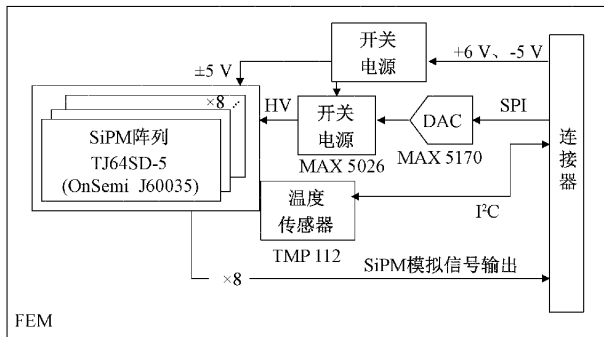 开关
电源
+6 V、-5 V
±5 V
×8
SiPM阵列
TJ64SD-5
(OnSemi J60035)
HV
开关
电源
MAX 5026
DAC
MAX 5170
SPI
连接器
温度
传感器
TMP 112
I²C
×8
SiPM模拟信号输出
FEM